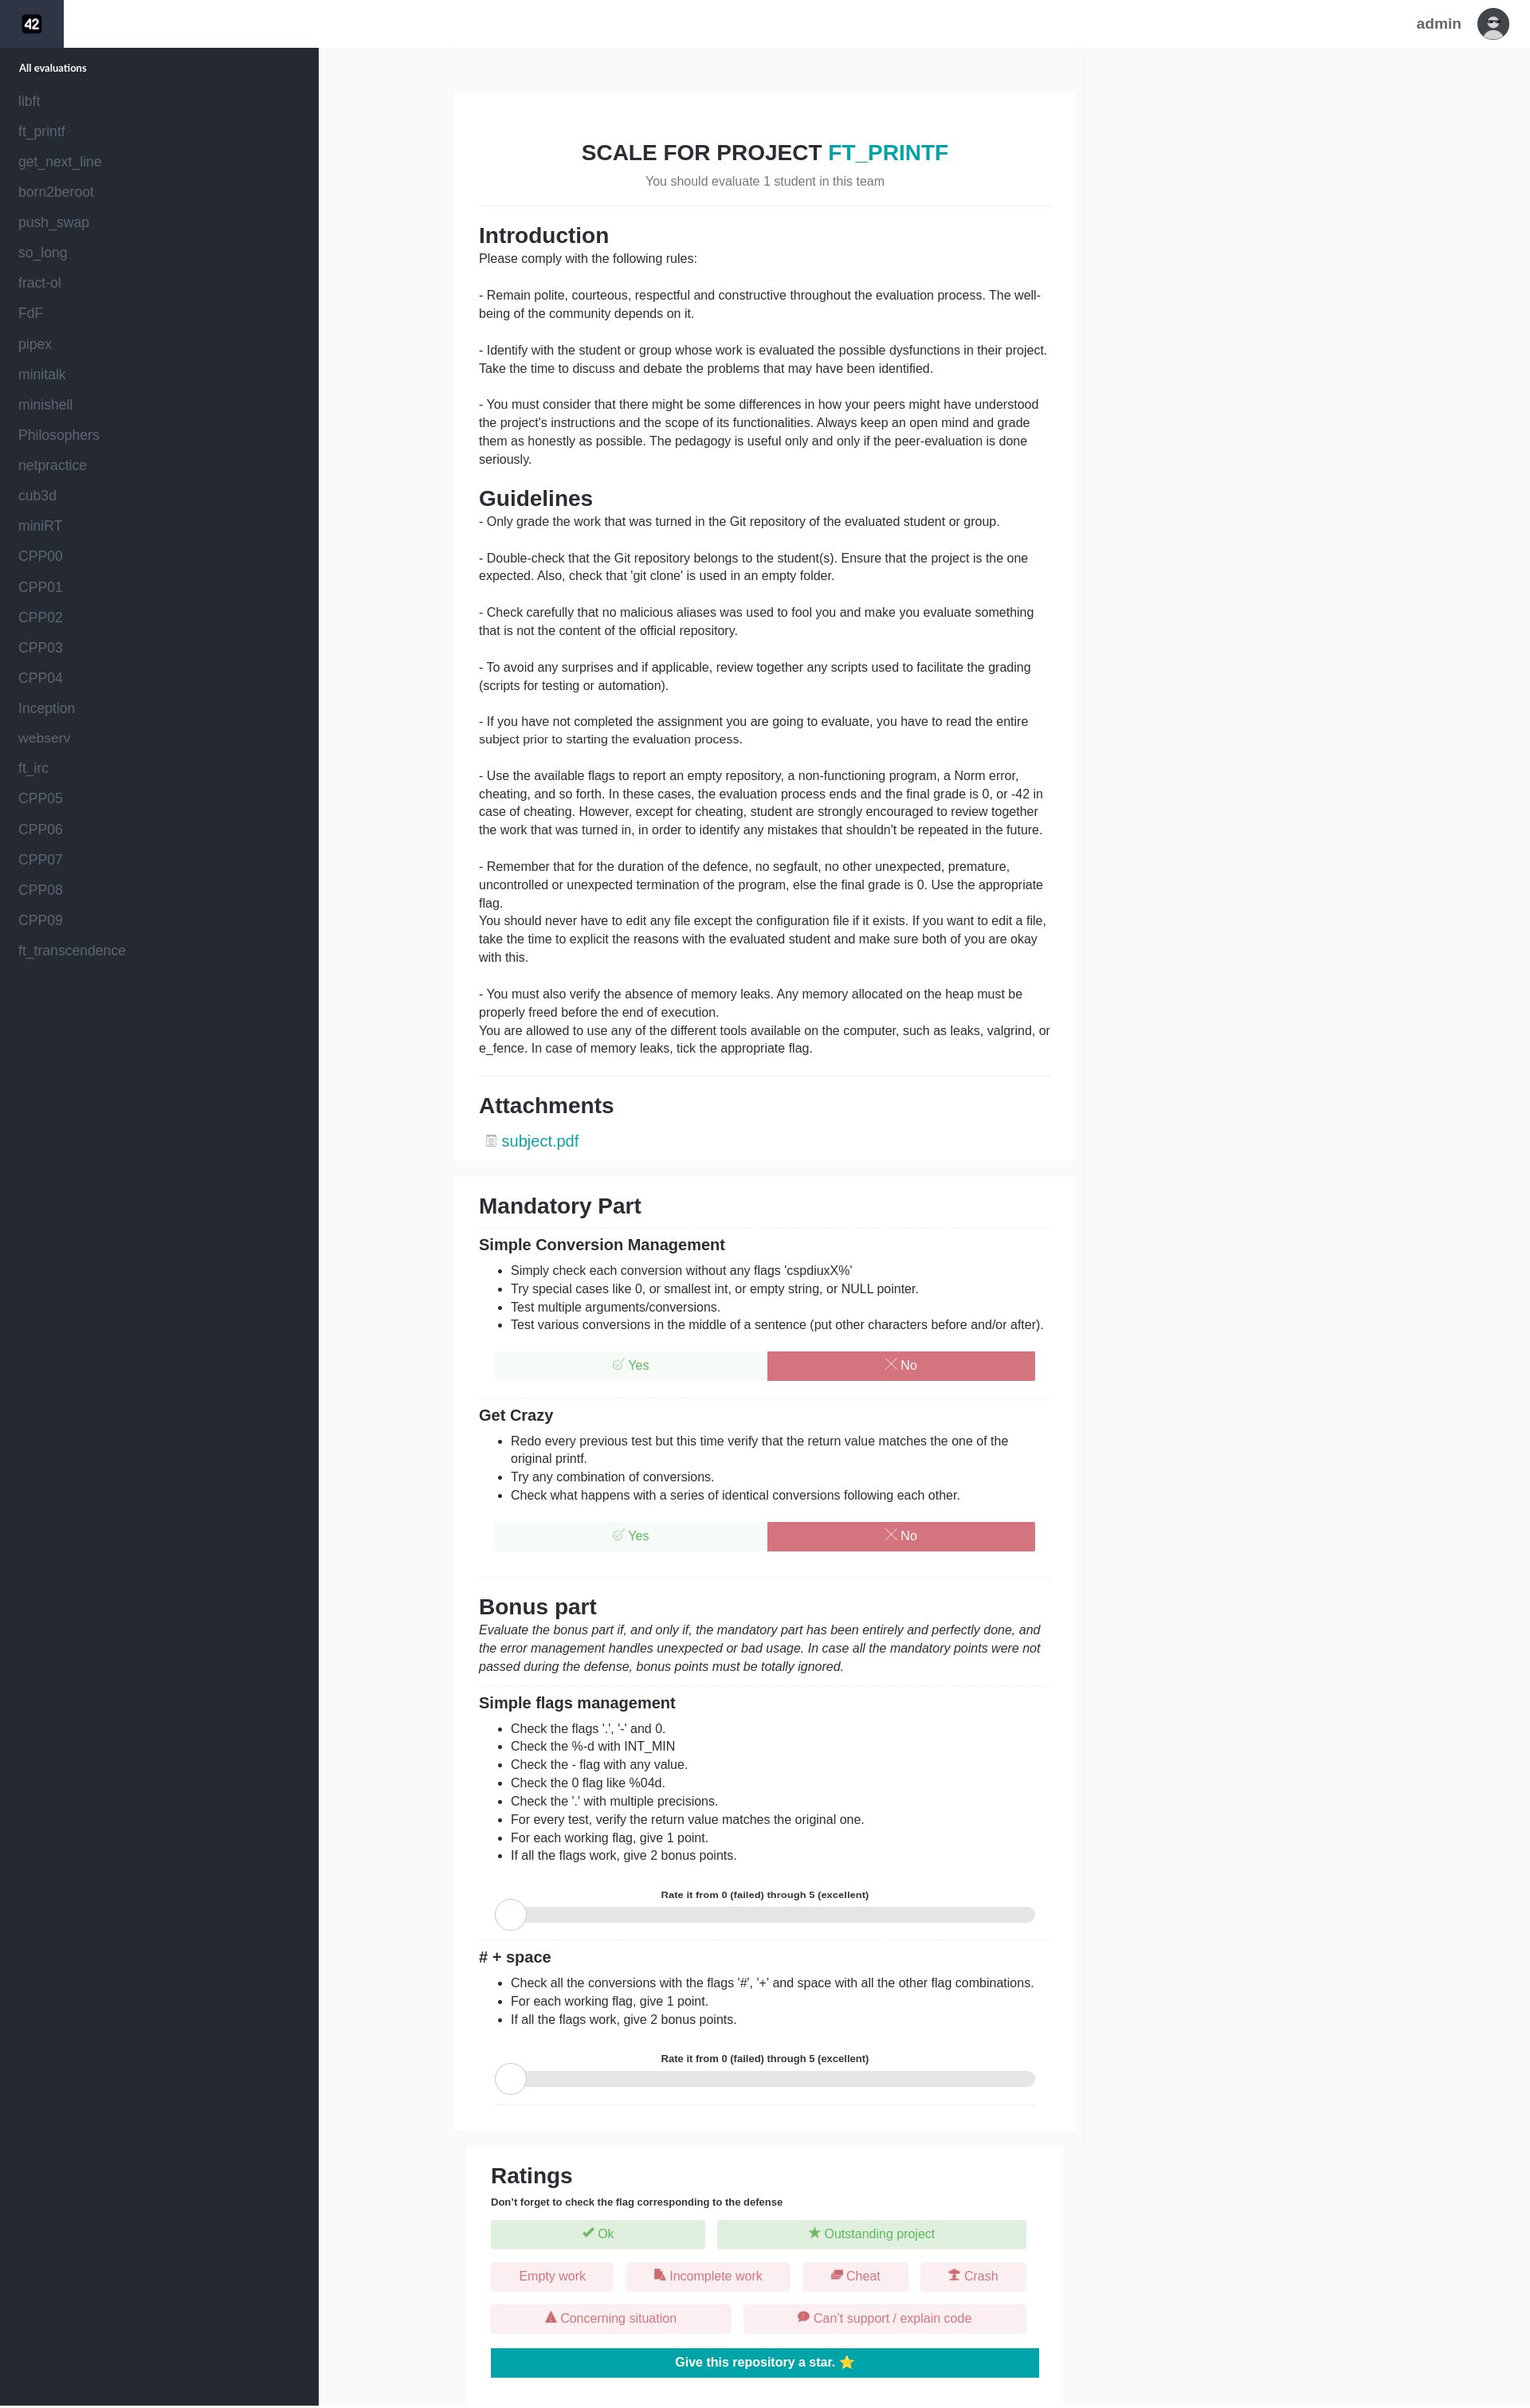 42
admin
All evaluations
libft
ft_printf
get_next_line
born2beroot
push_swap
so_long
fract-ol
FdF
pipex
minitalk
minishell
Philosophers
netpractice
cub3d
miniRT
CPP00
CPP01
CPP02
CPP03
CPP04
Inception
webserv
ft_irc
CPP05
CPP06
CPP07
CPP08
CPP09
ft_transcendence
SCALE FOR PROJECT FT_PRINTF
You should evaluate 1 student in this team
Introduction
Please comply with the following rules:
- Remain polite, courteous, respectful and constructive throughout the evaluation process. The well-
being of the community depends on it.
- Identify with the student or group whose work is evaluated the possible dysfunctions in their project.
Take the time to discuss and debate the problems that may have been identified.
- You must consider that there might be some differences in how your peers might have understood
the project's instructions and the scope of its functionalities. Always keep an open mind and grade
them as honestly as possible. The pedagogy is useful only and only if the peer-evaluation is done
seriously.
Guidelines
- Only grade the work that was turned in the Git repository of the evaluated student or group.
- Double-check that the Git repository belongs to the student(s). Ensure that the project is the one
expected. Also, check that 'git clone' is used in an empty folder.
- Check carefully that no malicious aliases was used to fool you and make you evaluate something
that is not the content of the official repository.
- To avoid any surprises and if applicable, review together any scripts used to facilitate the grading
(scripts for testing or automation).
- If you have not completed the assignment you are going to evaluate, you have to read the entire
subject prior to starting the evaluation process.
- Use the available flags to report an empty repository, a non-functioning program, a Norm error,
cheating, and so forth. In these cases, the evaluation process ends and the final grade is 0, or -42 in
case of cheating. However, except for cheating, student are strongly encouraged to review together
the work that was turned in, in order to identify any mistakes that shouldn't be repeated in the future.
- Remember that for the duration of the defence, no segfault, no other unexpected, premature,
uncontrolled or unexpected termination of the program, else the final grade is 0. Use the appropriate
flag.
You should never have to edit any file except the configuration file if it exists. If you want to edit a file,
take the time to explicit the reasons with the evaluated student and make sure both of you are okay
with this.
- You must also verify the absence of memory leaks. Any memory allocated on the heap must be
properly freed before the end of execution.
You are allowed to use any of the different tools available on the computer, such as leaks, valgrind, or
e_fence. In case of memory leaks, tick the appropriate flag.
Attachments
subject.pdf
Mandatory Part
Simple Conversion Management
• Simply check each conversion without any flags 'cspdiuxX%'
• Try special cases like 0, or smallest int, or empty string, or NULL pointer.
• Test multiple arguments/conversions.
• Test various conversions in the middle of a sentence (put other characters before and/or after).
Yes
No
Get Crazy
• Redo every previous test but this time verify that the return value matches the one of the
original printf.
• Try any combination of conversions.
• Check what happens with a series of identical conversions following each other.
Yes
No
Bonus part
Evaluate the bonus part if, and only if, the mandatory part has been entirely and perfectly done, and
the error management handles unexpected or bad usage. In case all the mandatory points were not
passed during the defense, bonus points must be totally ignored.
Simple flags management
• Check the flags '.', '-' and 0.
• Check the %-d with INT_MIN
• Check the - flag with any value.
• Check the 0 flag like %04d.
• Check the '.' with multiple precisions.
• For every test, verify the return value matches the original one.
• For each working flag, give 1 point.
• If all the flags work, give 2 bonus points.
Rate it from 0 (failed) through 5 (excellent)
# + space
• Check all the conversions with the flags '#', '+' and space with all the other flag combinations.
• For each working flag, give 1 point.
• If all the flags work, give 2 bonus points.
Rate it from 0 (failed) through 5 (excellent)
Ratings
Don't forget to check the flag corresponding to the defense
Ok
Outstanding project
Empty work
Incomplete work
Cheat
Crash
Concerning situation
Can't support / explain code
Give this repository a star. ⭐